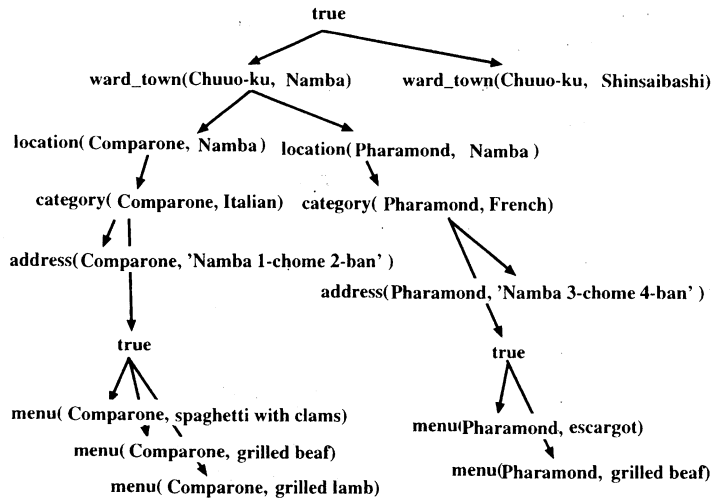 true
ward_town(Chuuo-ku, Namba) ward_town(Chuuo-ku, Shinsaibashi)
location(Comparone, Namba) location(Pharamond, Namba)
category( Comparone, Italian) category( Pharamond, French)
address(Comparone, 'Namba 1-chome 2-ban' )
address(Pharamond, 'Namba 3-chome 4-ban' )
true
true
menu( Comparone, spaghetti with clams)
menu(Pharamond, escargot)
menu( Comparone, grilled beaf)
menu(Pharamond, grilled beaf)
menu( Comparone, grilled lamb)